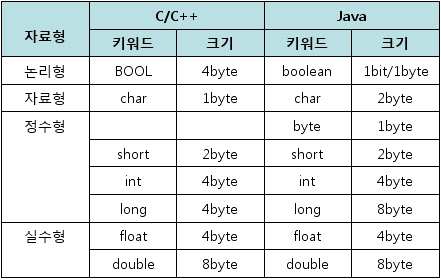 자료형 C/C++ Java
키워드 크기 키워드 크기
논리형 BOOL 4byte boolean 1bit/1byte
자료형 char 1byte char 2byte
정수형 byte 1byte
short 2byte short 2byte
int 4byte int 4byte
long 4byte long 8byte
실수형 float 4byte float 4byte
double 8byte double 8byte